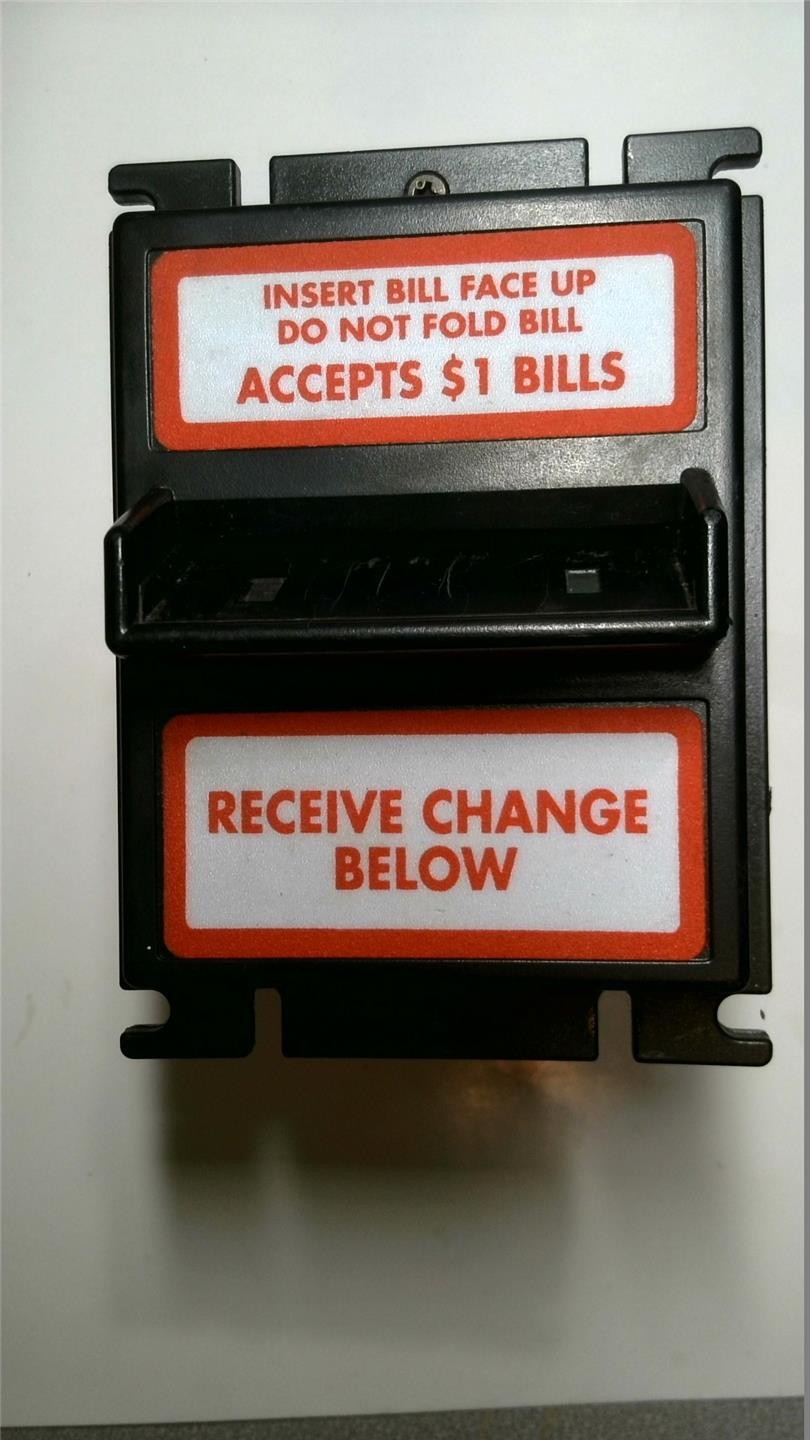 INSERT BILL FACE UP
DO NOT FOLD BILL
ACCEPTS $1 BILLS
RECEIVE CHANGE
BELOW